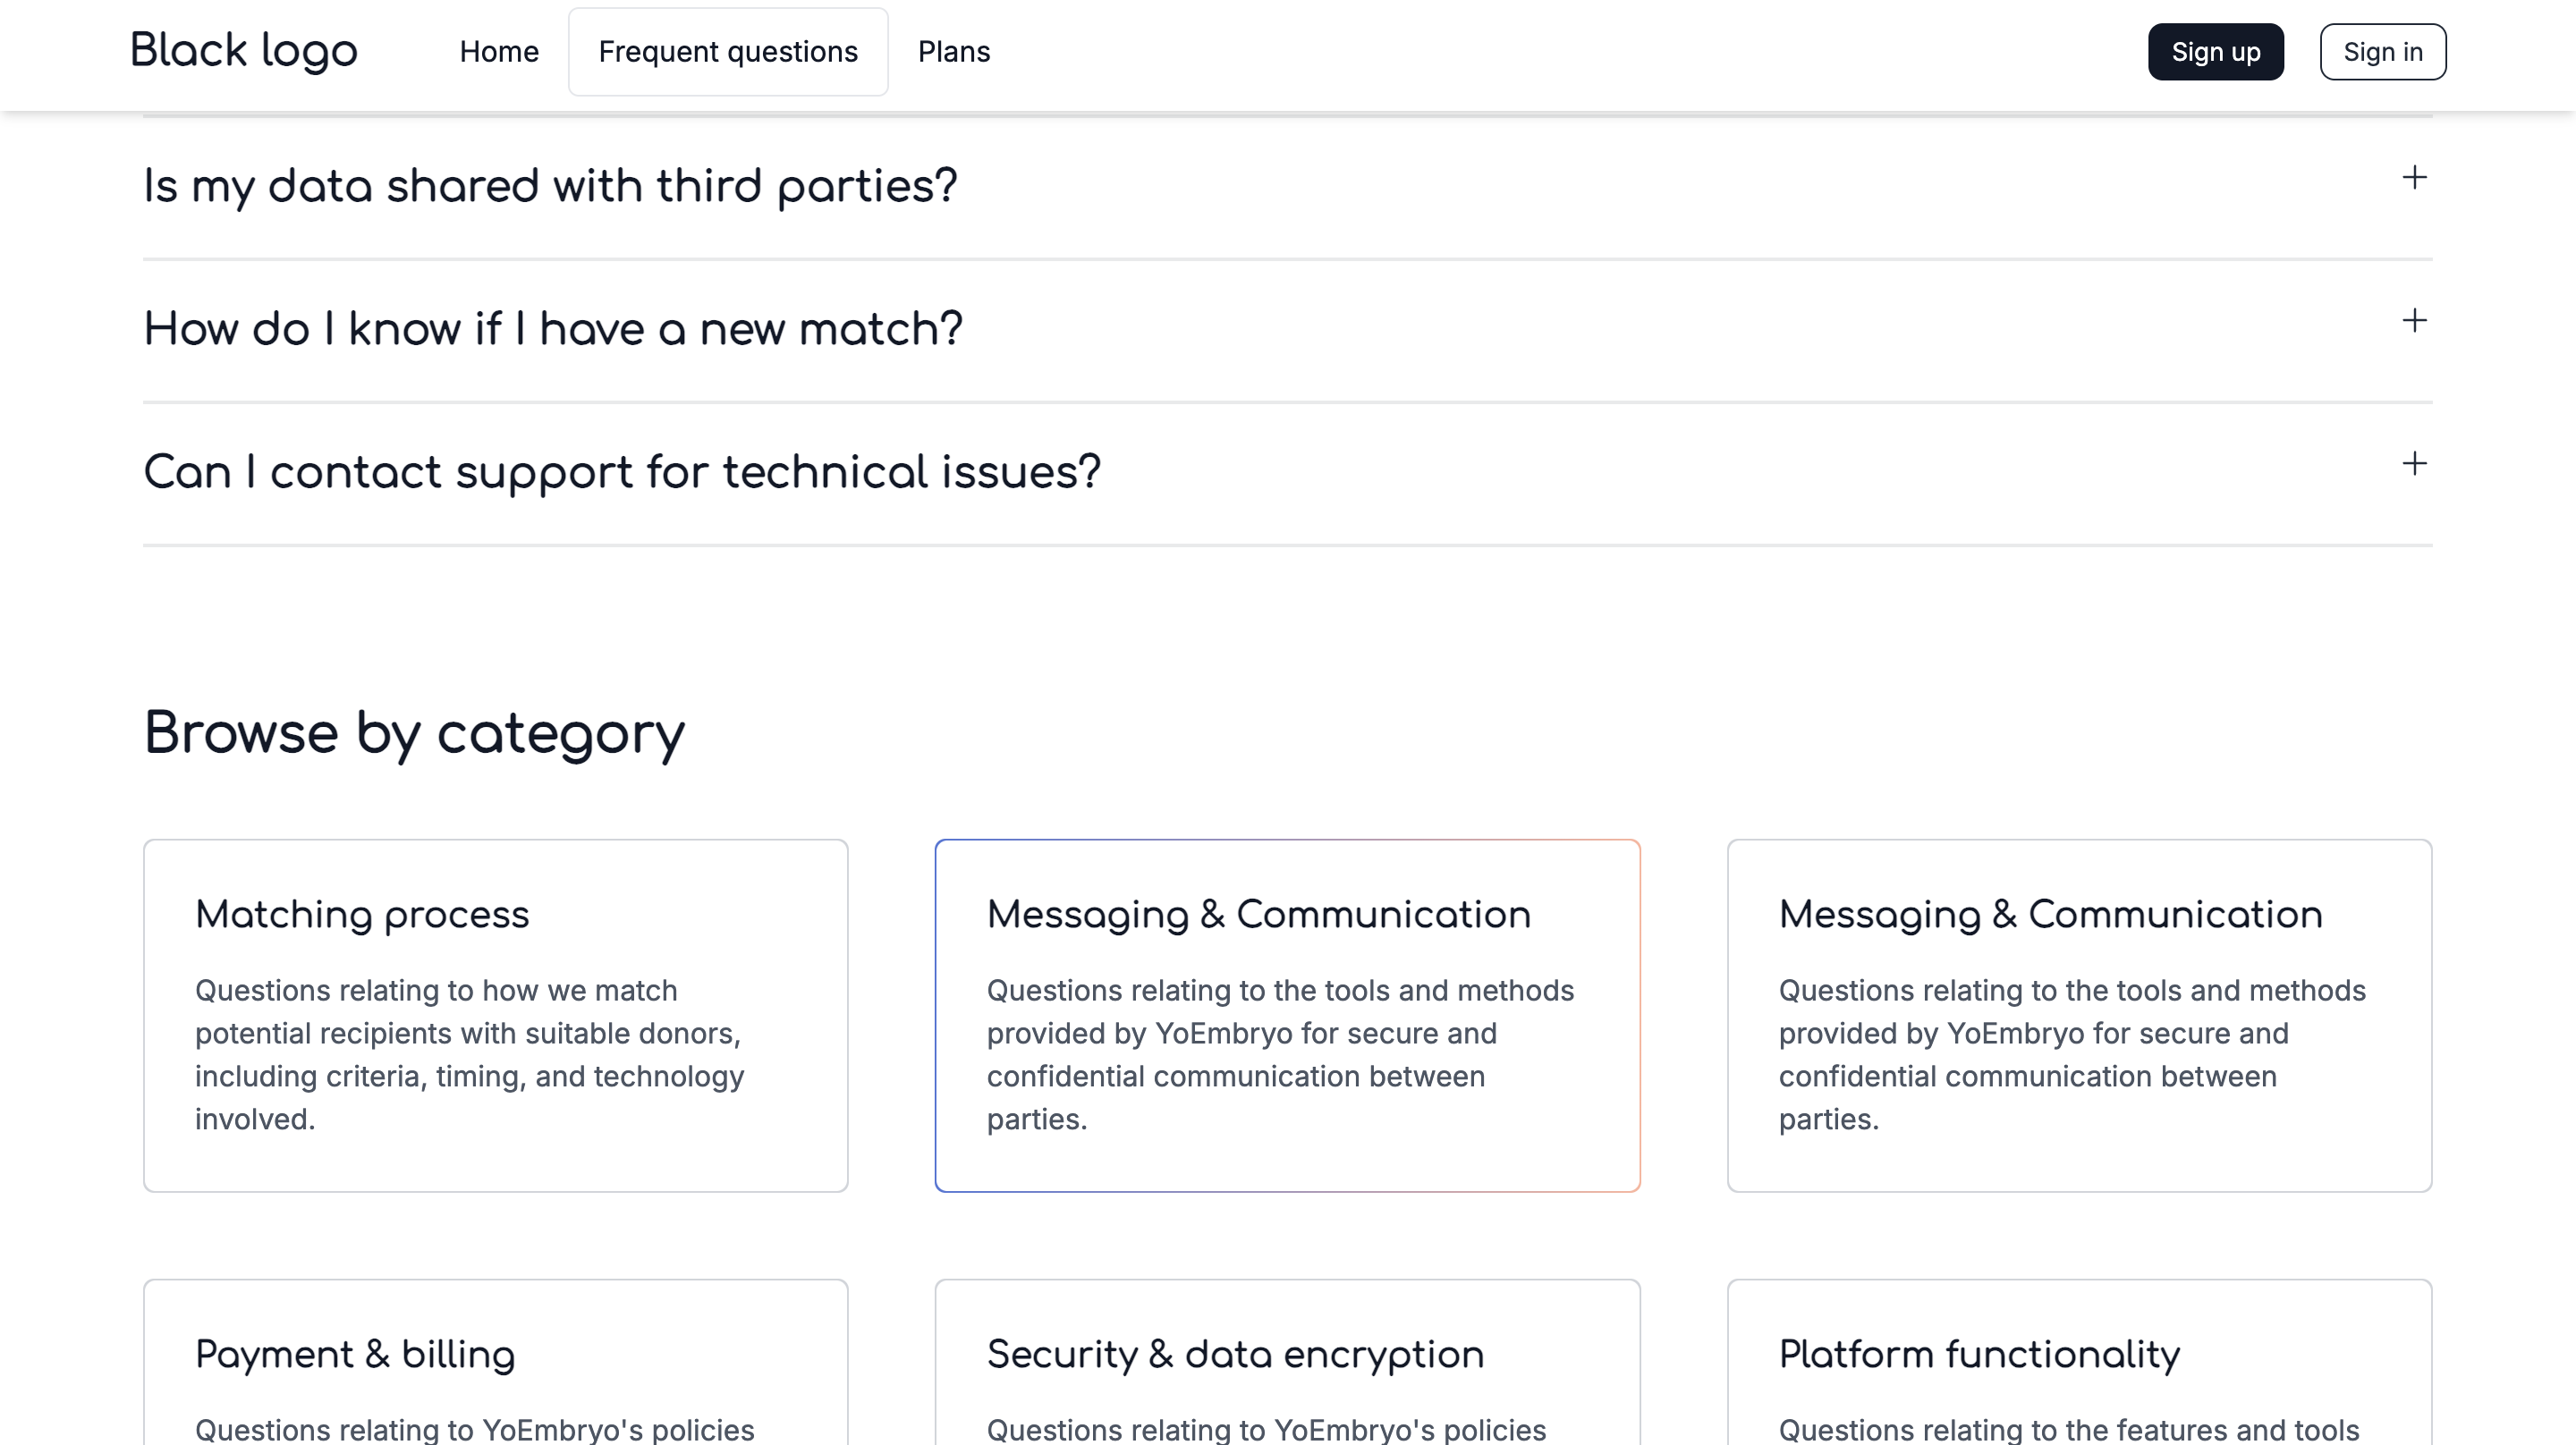 Black logo
Home
Frequent questions
Plans
Sign up
Sign in
Is my data shared with third parties?
How do I know if I have a new match?
Can I contact support for technical issues?
Browse by category
Matching process
Questions relating to how we match
potential recipients with suitable donors,
including criteria, timing, and technology
involved.
Messaging & Communication
Questions relating to the tools and methods
provided by YoEmbryo for secure and
confidential communication between
parties.
Messaging & Communication
Questions relating to the tools and methods
provided by YoEmbryo for secure and
confidential communication between
parties.
Payment & billing
Questions relating to YoEmbryo's policies
Security & data encryption
Questions relating to YoEmbryo's policies
Platform functionality
Questions relating to the features and tools